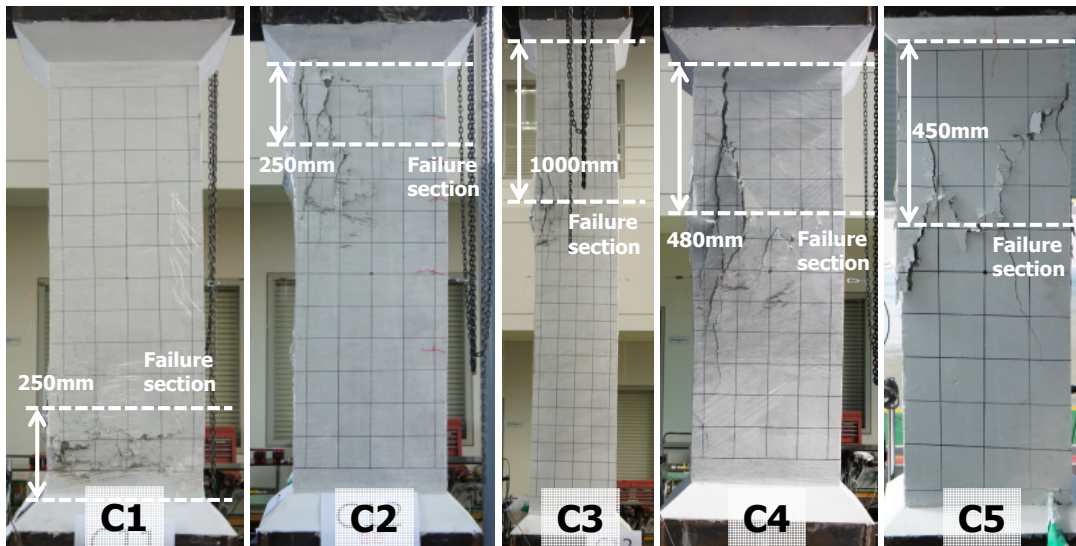 Failure
section
250mm
C1
250mm
Failure
section
C2
1000mm
Failure
section
C3
480mm
Failure
section
C4
450mm
Failure
section
C5